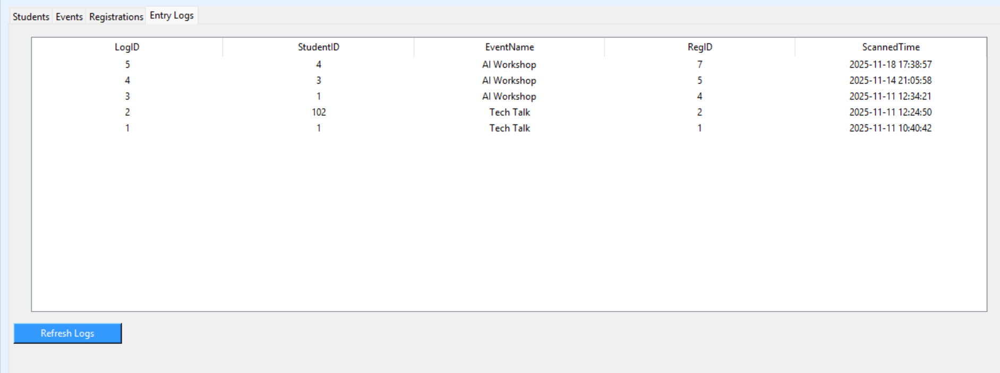 Students Events Registrations Entry Logs
LogID StudentID EventName RegID ScannedTime
5 4 AI Workshop 7 2025-11-18 17:38:57
4 3 AI Workshop 5 2025-11-14 21:05:58
3 1 AI Workshop 4 2025-11-11 12:34:21
2 102 Tech Talk 2 2025-11-11 12:24:50
1 1 Tech Talk 1 2025-11-11 10:40:42
Refresh Logs